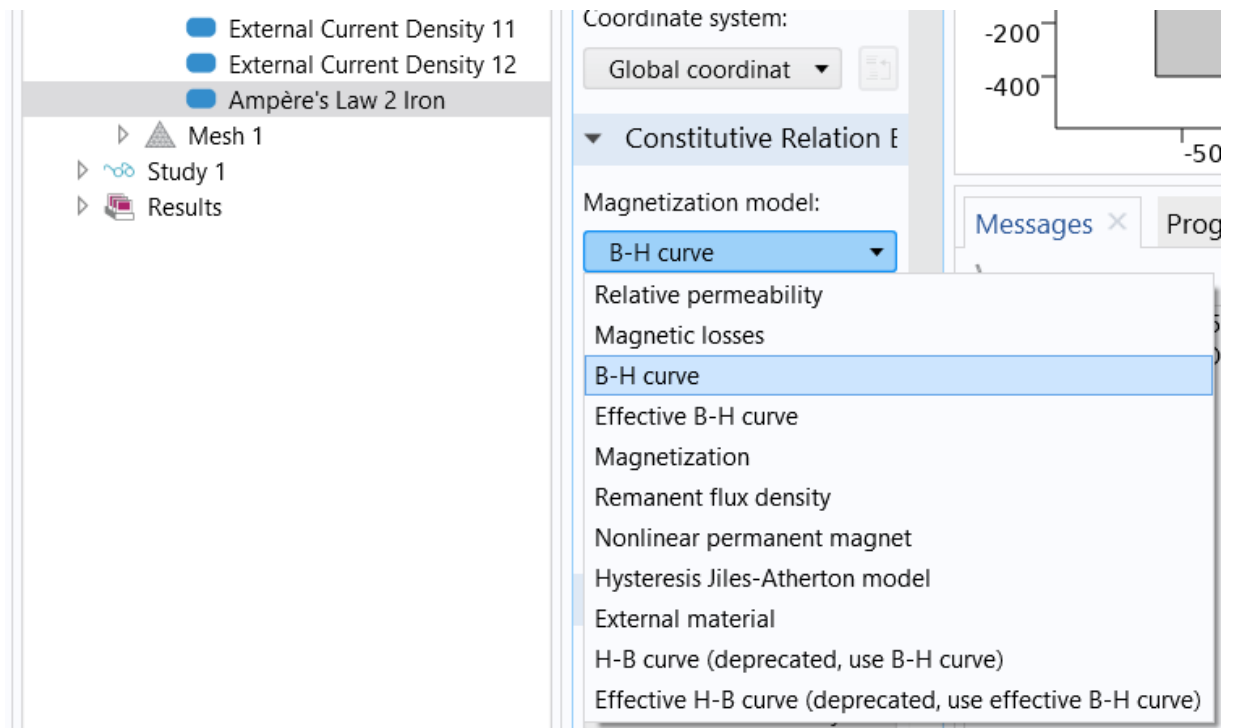 External Current Density 11
External Current Density 12
Ampère's Law 2 Iron
Mesh 1
Study 1
Results
Coordinate system:
Global coordinat
Constitutive Relation
Magnetization model:
B-H curve
Relative permeability
Magnetic losses
B-H curve
Effective B-H curve
Magnetization
Remanent flux density
Nonlinear permanent magnet
Hysteresis Jiles-Atherton model
External material
H-B curve (deprecated, use B-H curve)
Effective H-B curve (deprecated, use effective B-H curve)
-200
-400
-50
Messages
Prog